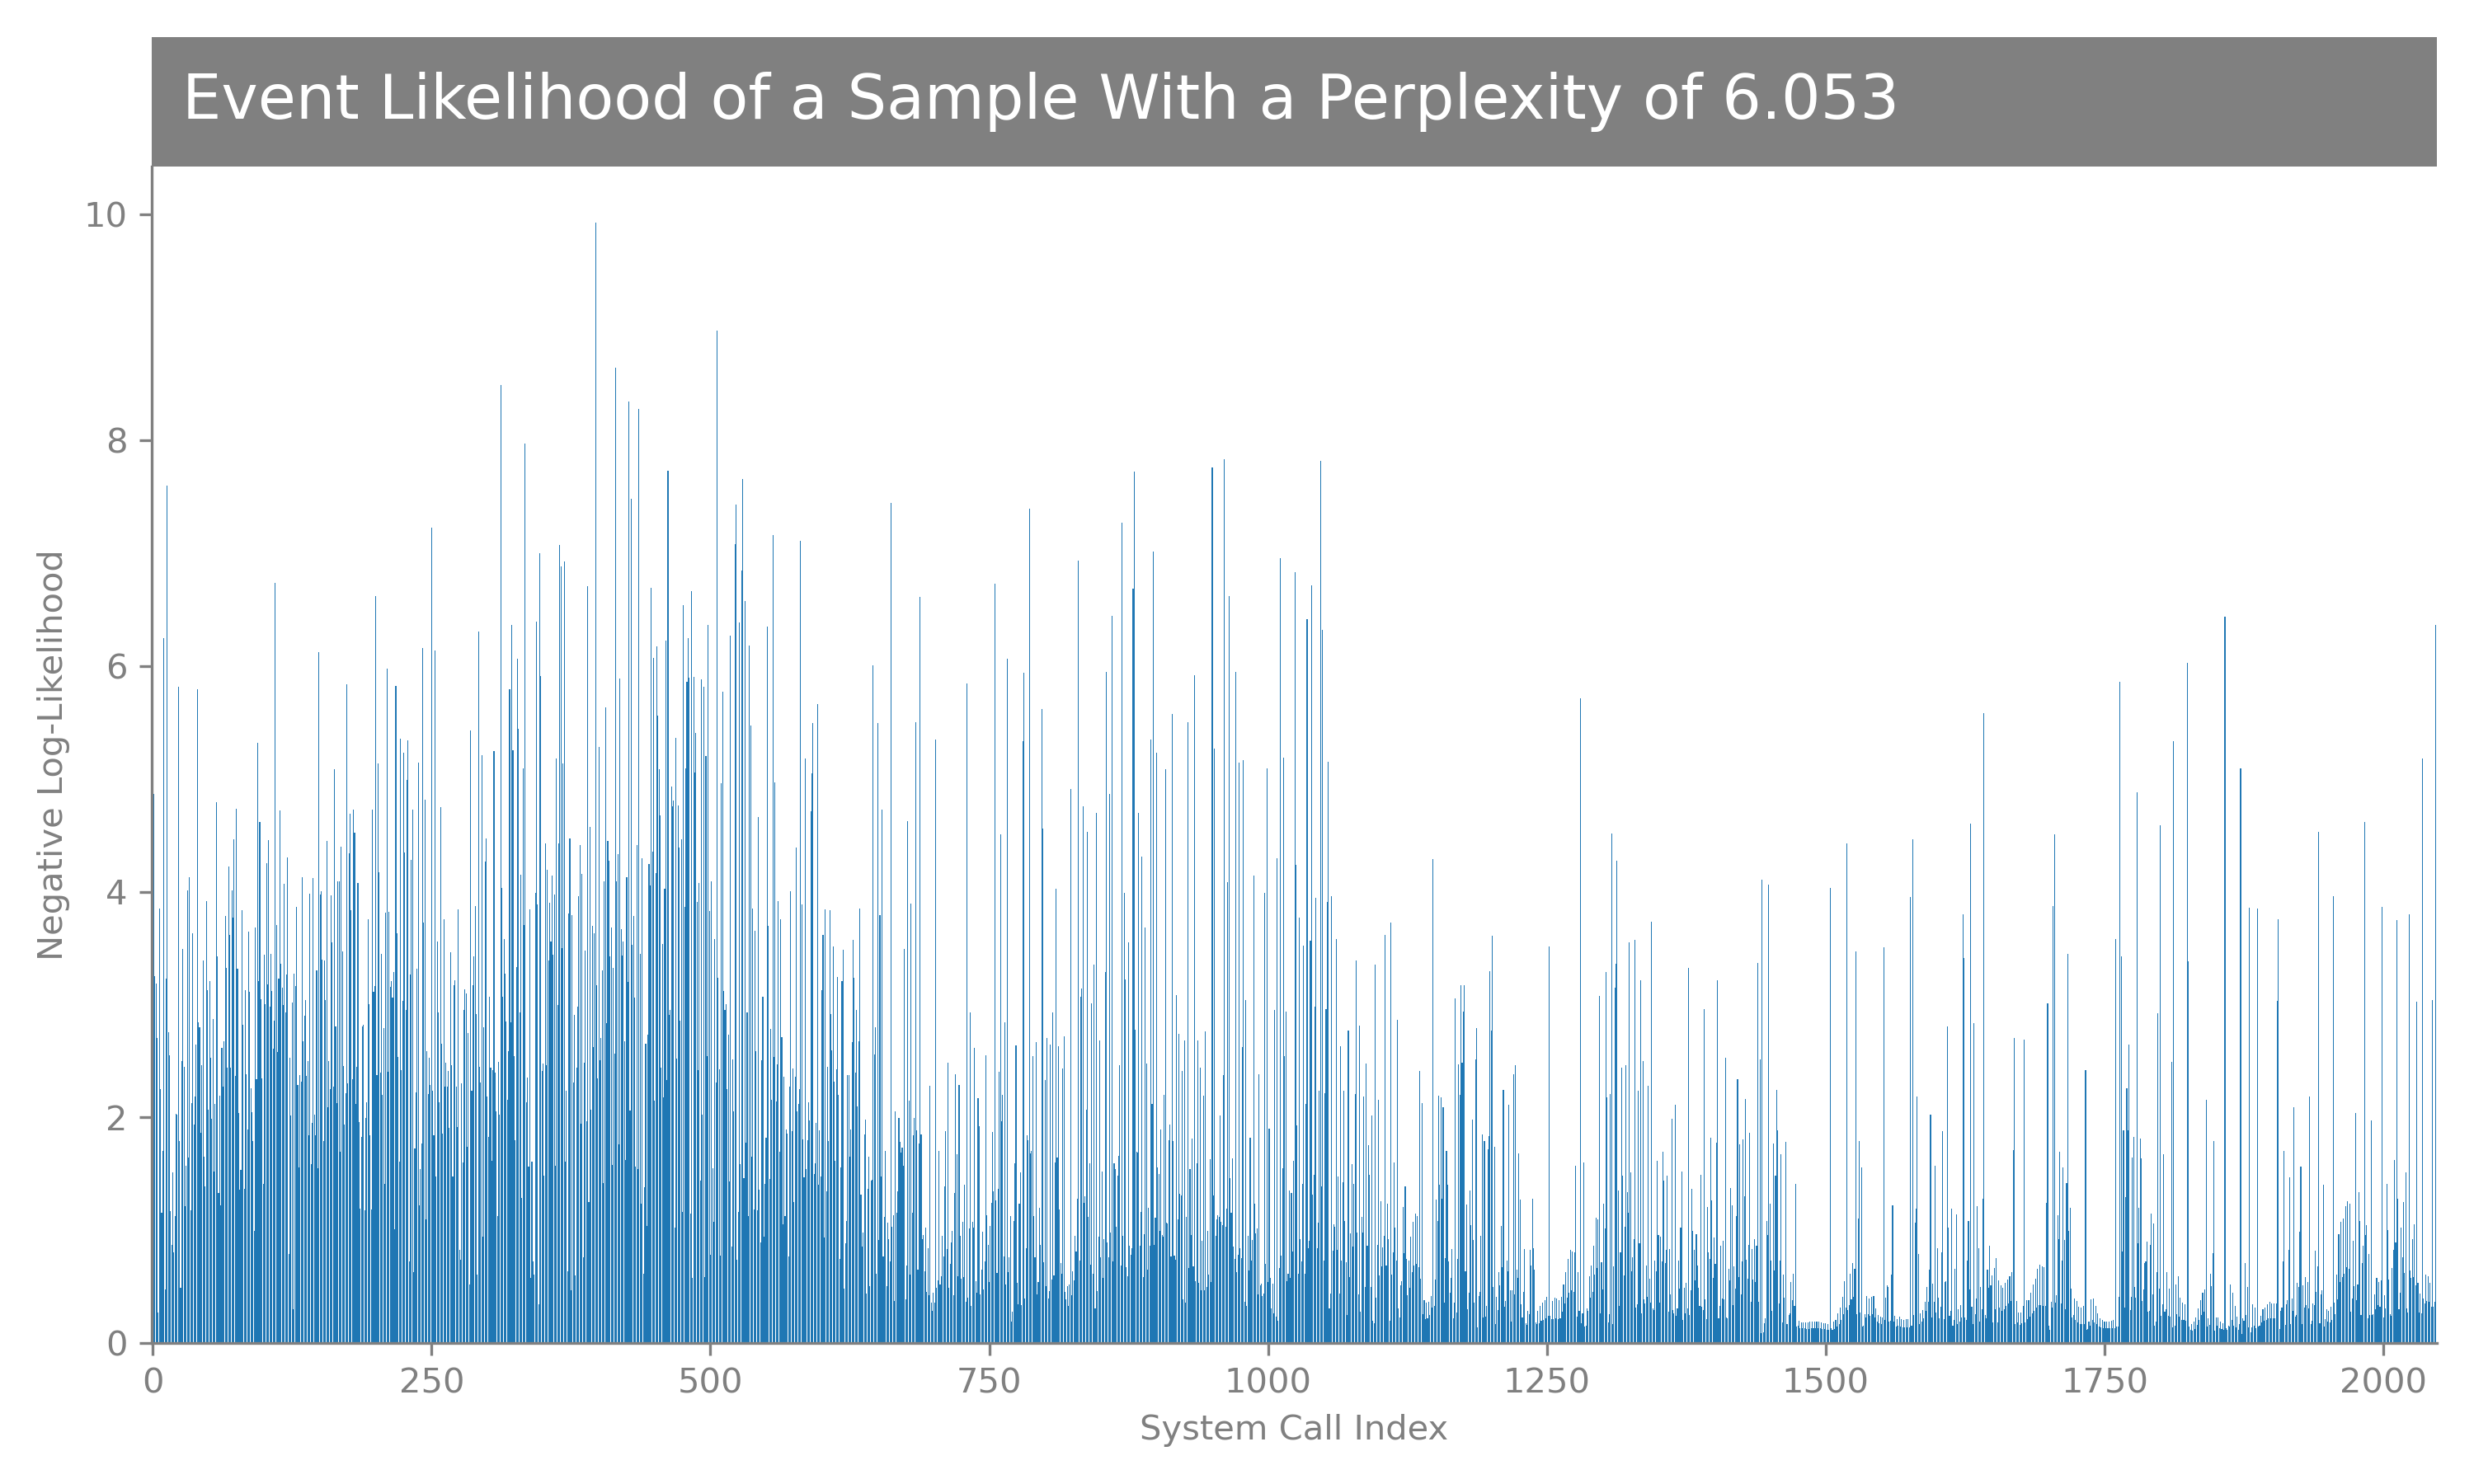 Event Likelihood of a Sample With a Perplexity of 6.053
10
8
6
4
2
0
Negative Log-Likelihood
0 250 500 750 1000 1250 1500 1750 2000
System Call Index